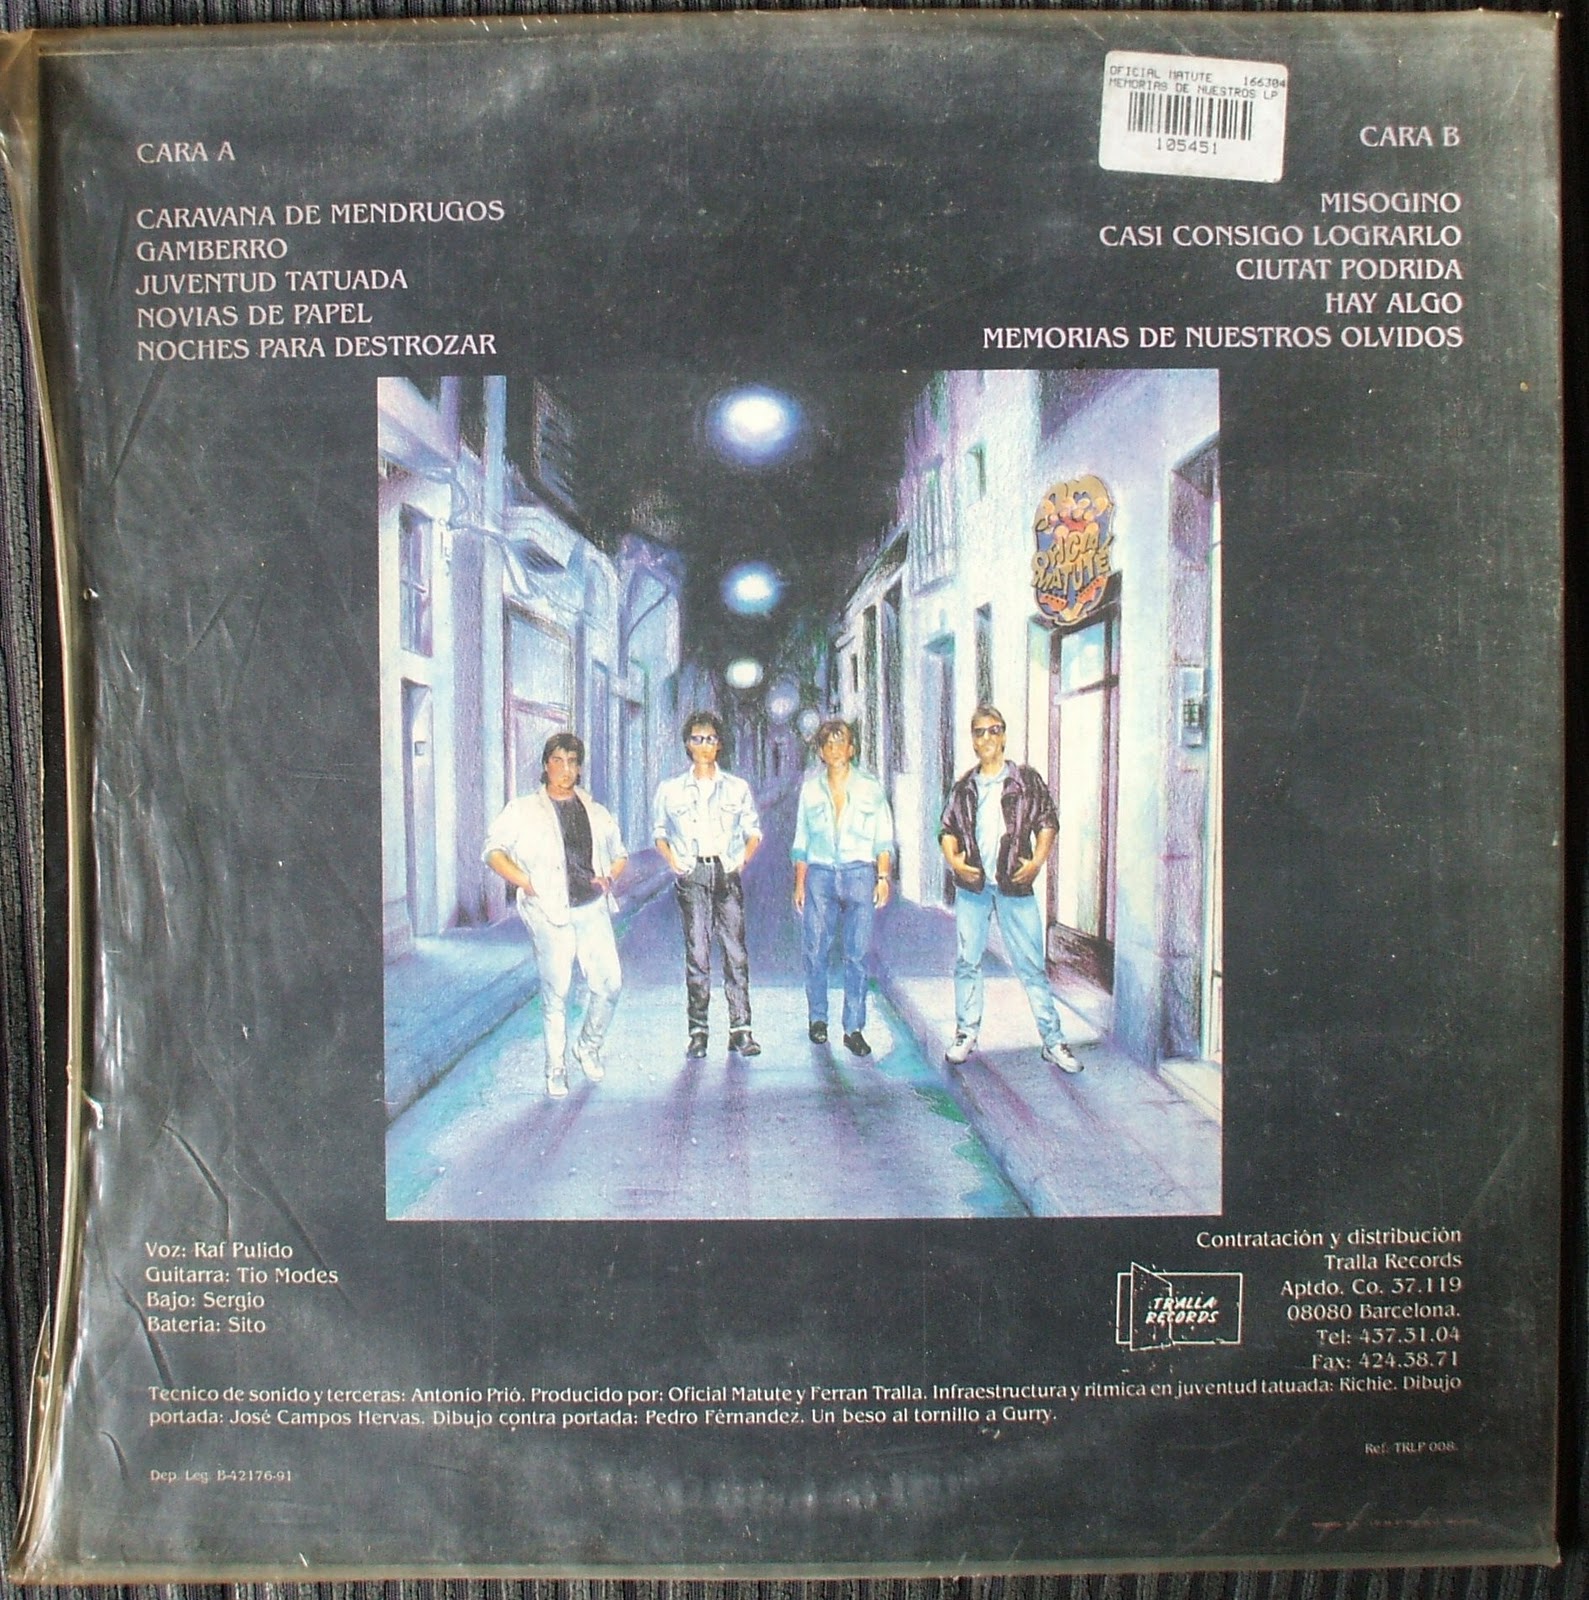 OFICIAL MATUTE 166304
MEMORIAS DE NUESTROS LP
105451
CARA A
CARAVANA DE MENDRUGOS
GAMBERRO
JUVENTUD TATUADA
NOVIAS DE PAPEL
NOCHES PARA DESTROZAR
CARA B
MISOGINO
CASI CONSIGO LOGRARLO
CIUTAT PODRIDA
HAY ALGO
MEMORIAS DE NUESTROS OLVIDOS
OFICIAL
MATUTE
Voz: Raf Pulido
Guitarra: Tio Modes
Bajo: Sergio
Bateria: Sito
TRALLA
RECORDS
Contratación y distribución
Tralla Records
Aptdo. Co. 37.119
08080 Barcelona.
Tel: 437.31.04
Fax: 424.38.71
Tecnico de sonido y terceras: Antonio Prió. Producido por: Oficial Matute y Ferran Tralla. Infraestructura y ritmica en juventud tatuada: Richie. Dibujo
portada: José Campos Hervas. Dibujo contra portada: Pedro Férnandez. Un beso al tornillo a Gurry.
Ref. TRLP 008.
Dep. Leg. B-42176-91